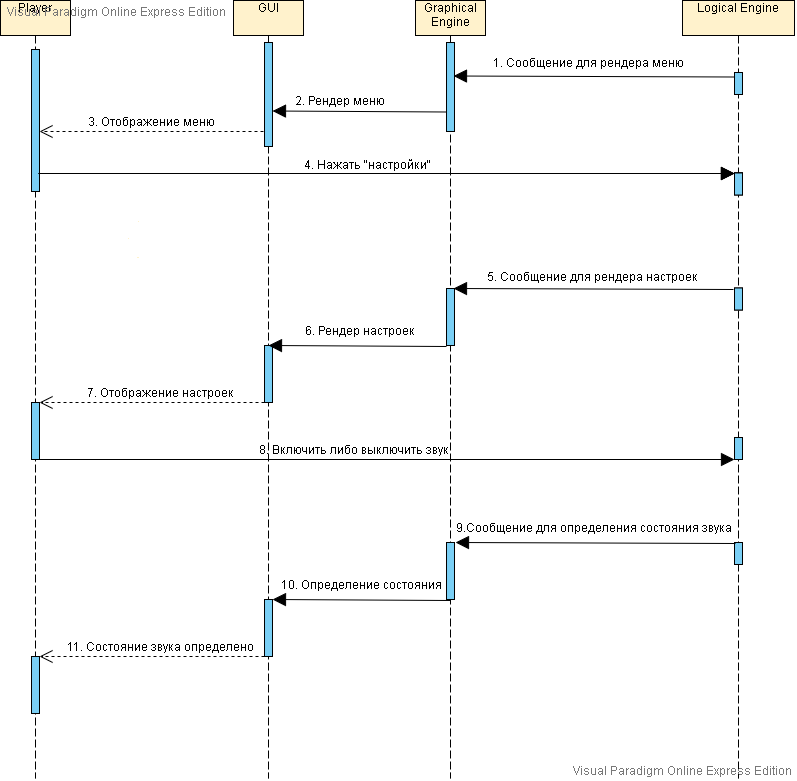 Visual Paradigm Online Express Edition
Player
GUI
Graphical
Engine
Logical Engine
1. Сообщение для рендера меню
2. Рендер меню
3. Отображение меню
4. Нажать "настройки"
5. Сообщение для рендера настроек
6. Рендер настроек
7. Отображение настроек
8. Включить либо выключить звук
9.Сообщение для определения состояния звука
10. Определение состояния
11. Состояние звука определено
Visual Paradigm Online Express Edition